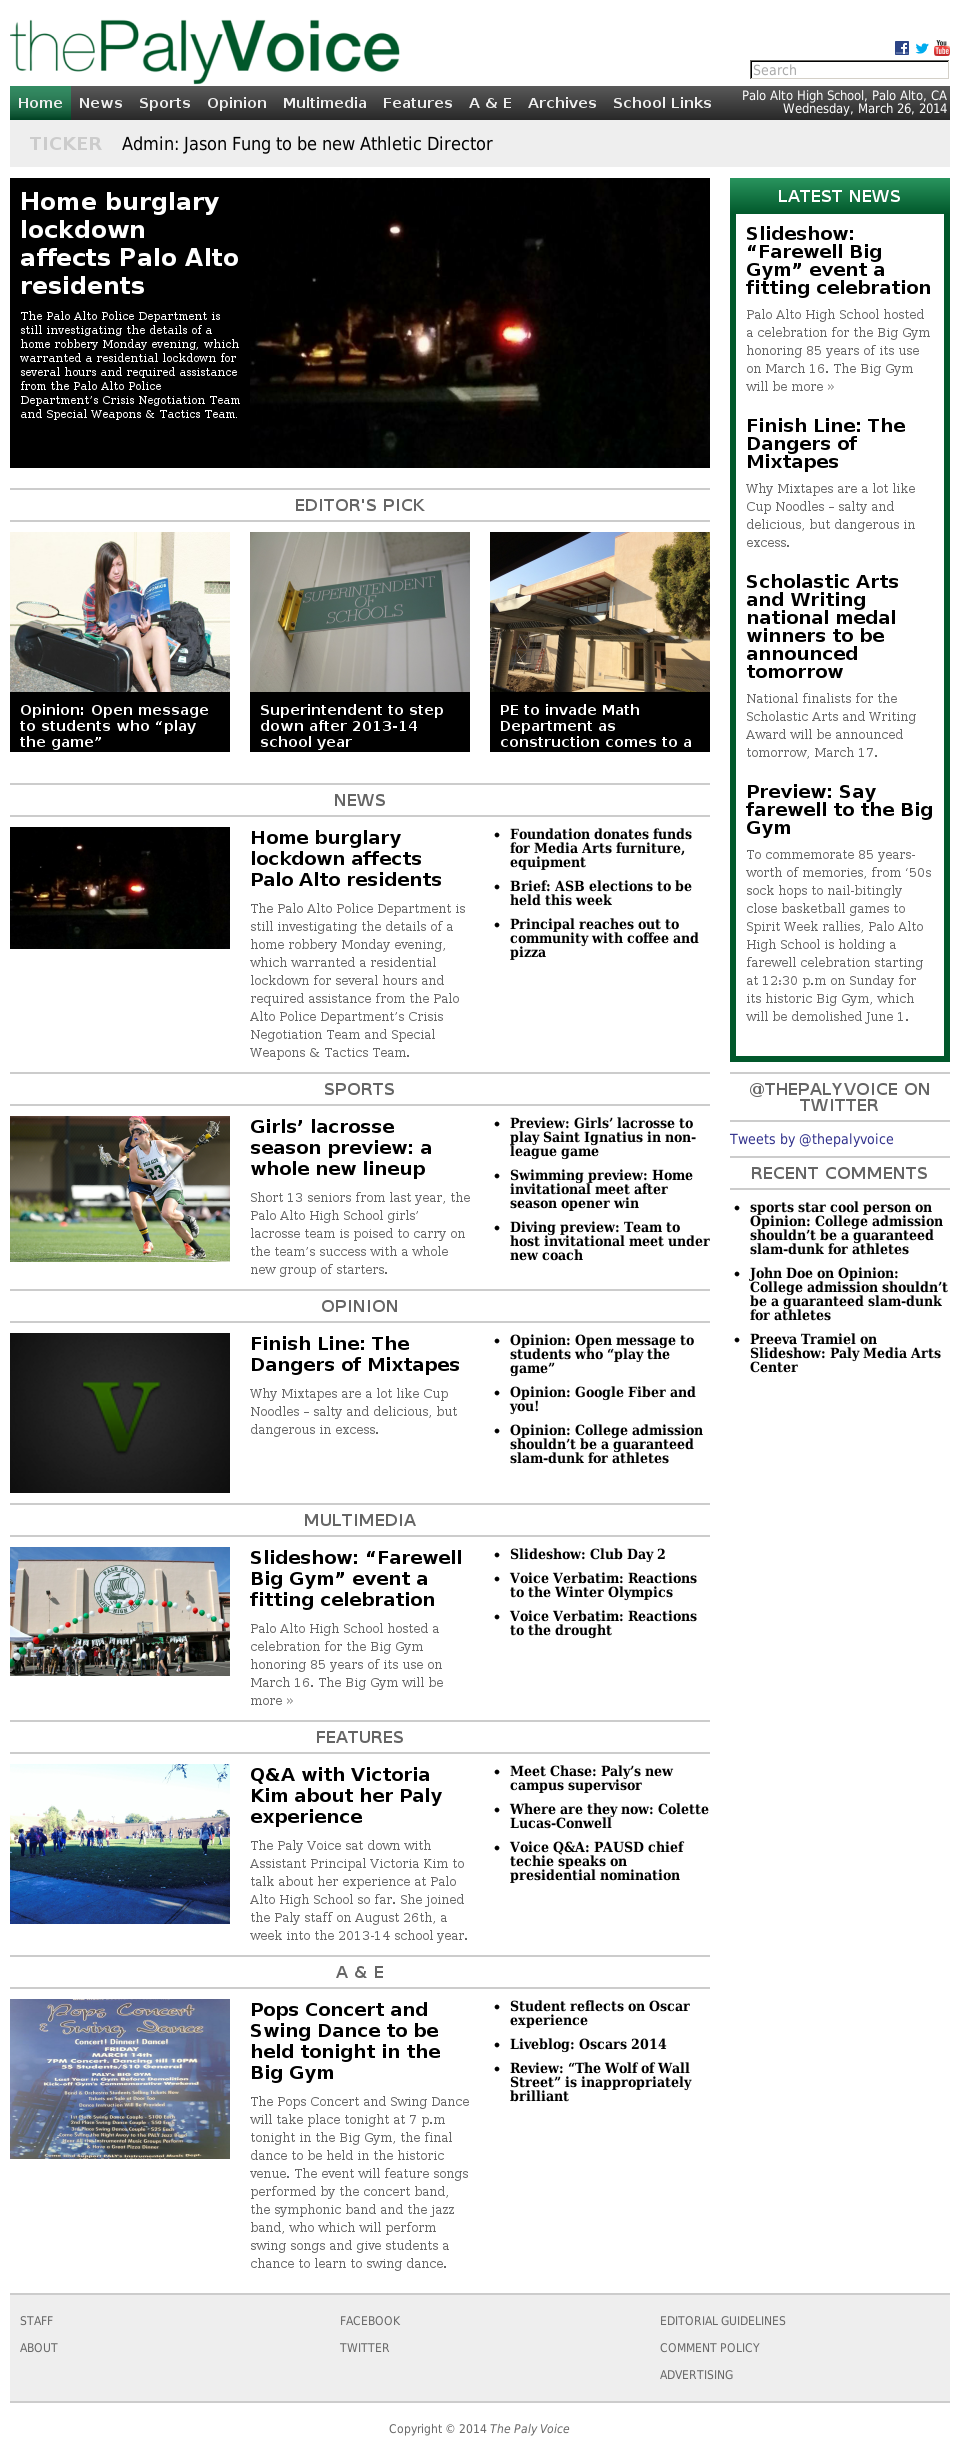 thePalyVoice
You
Tube
Search
Home News Sports Opinion Multimedia Features A & E Archives School Links
Palo Alto High School, Palo Alto, CA
Wednesday, March 26, 2014
TICKER Admin: Jason Fung to be new Athletic Director
Home burglary
lockdown
affects Palo Alto
residents
The Palo Alto Police Department is
still investigating the details of a
home robbery Monday evening, which
warranted a residential lockdown for
several hours and required assistance
from the Palo Alto Police
Department’s Crisis Negotiation Team
and Special Weapons & Tactics Team.
EDITOR'S PICK
SUPERINTENDENT
OF
SCHOOLS
Opinion: Open message
to students who “play
the game”
Superintendent to step
down after 2013-14
school year
PE to invade Math
Department as
construction comes to a
NEWS
Home burglary
lockdown affects
Palo Alto residents
The Palo Alto Police Department is
still investigating the details of a
home robbery Monday evening,
which warranted a residential
lockdown for several hours and
required assistance from the Palo
Alto Police Department’s Crisis
Negotiation Team and Special
Weapons & Tactics Team.
• Foundation donates funds
for Media Arts furniture,
equipment
• Brief: ASB elections to be
held this week
• Principal reaches out to
community with coffee and
pizza
SPORTS
23
Girls’ lacrosse
season preview: a
whole new lineup
Short 13 seniors from last year, the
Palo Alto High School girls’
lacrosse team is poised to carry on
the team’s success with a whole
new group of starters.
• Preview: Girls’ lacrosse to
play Saint Ignatius in non-
league game
• Swimming preview: Home
invitational meet after
season opener win
• Diving preview: Team to
host invitational meet under
new coach
OPINION
V
Finish Line: The
Dangers of Mixtapes
Why Mixtapes are a lot like Cup
Noodles – salty and delicious, but
dangerous in excess.
• Opinion: Open message to
students who “play the
game”
• Opinion: Google Fiber and
you!
• Opinion: College admission
shouldn’t be a guaranteed
slam-dunk for athletes
MULTIMEDIA
PALO ALTO
SENIOR HIGH SCHOOL
Slideshow: “Farewell
Big Gym” event a
fitting celebration
Palo Alto High School hosted a
celebration for the Big Gym
honoring 85 years of its use on
March 16. The Big Gym will be
more »
• Slideshow: Club Day 2
• Voice Verbatim: Reactions
to the Winter Olympics
• Voice Verbatim: Reactions
to the drought
FEATURES
Q&A with Victoria
Kim about her Paly
experience
The Paly Voice sat down with
Assistant Principal Victoria Kim to
talk about her experience at Palo
Alto High School so far. She joined
the Paly staff on August 26th, a
week into the 2013-14 school year.
• Meet Chase: Paly’s new
campus supervisor
• Where are they now: Colette
Lucas-Conwell
• Voice Q&A: PAUSD chief
techie speaks on
presidential nomination
A & E
Pops Concert
& Swing Dance
Concert! Dinner! Dance!
FRIDAY
MARCH 14th
7PM Concert. Dancing till 10PM
$5 Students/$10 General
PALY's BIG GYM
Last Year in Gym Before Demolition
Kick-off Gym's Commemorative Weekend
Pops Concert and
Swing Dance to be
held tonight in the
Big Gym
The Pops Concert and Swing Dance
will take place tonight at 7 p.m
tonight in the Big Gym, the final
dance to be held in the historic
venue. The event will feature songs
performed by the concert band,
the symphonic band and the jazz
band, who which will perform
swing songs and give students a
chance to learn to swing dance.
• Student reflects on Oscar
experience
• Liveblog: Oscars 2014
• Review: “The Wolf of Wall
Street” is inappropriately
brilliant
LATEST NEWS
Slideshow:
“Farewell Big
Gym” event a
fitting celebration
Palo Alto High School hosted
a celebration for the Big Gym
honoring 85 years of its use
on March 16. The Big Gym
will be more »
Finish Line: The
Dangers of
Mixtapes
Why Mixtapes are a lot like
Cup Noodles – salty and
delicious, but dangerous in
excess.
Scholastic Arts
and Writing
national medal
winners to be
announced
tomorrow
National finalists for the
Scholastic Arts and Writing
Award will be announced
tomorrow, March 17.
Preview: Say
farewell to the Big
Gym
To commemorate 85 years-
worth of memories, from ‘50s
sock hops to nail-bitingly
close basketball games to
Spirit Week rallies, Palo Alto
High School is holding a
farewell celebration starting
at 12:30 p.m on Sunday for
its historic Big Gym, which
will be demolished June 1.
@THEPALYVOICE ON
TWITTER
Tweets by @thepalyvoice
RECENT COMMENTS
• sports star cool person on
Opinion: College admission
shouldn’t be a guaranteed
slam-dunk for athletes
• John Doe on Opinion:
College admission shouldn’t
be a guaranteed slam-dunk
for athletes
• Preeva Tramiel on
Slideshow: Paly Media Arts
Center
STAFF
ABOUT
FACEBOOK
TWITTER
EDITORIAL GUIDELINES
COMMENT POLICY
ADVERTISING
Copyright © 2014 The Paly Voice